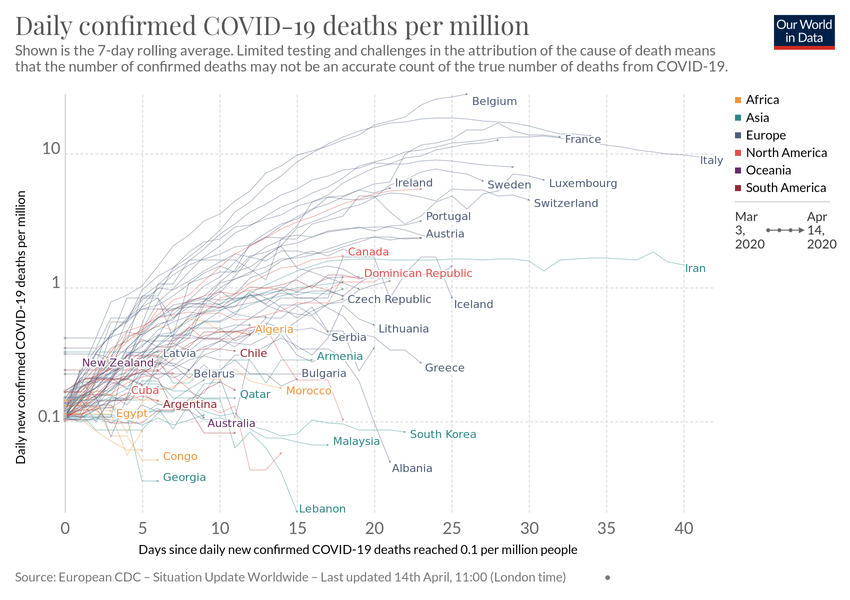 Daily confirmed COVID-19 deaths per million
Shown is the 7-day rolling average. Limited testing and challenges in the attribution of the cause of death means
that the number of confirmed deaths may not be an accurate count of the true number of deaths from COVID-19.
Our World
in Data
Daily new confirmed COVID-19 deaths per million
10
1
0.1
Belgium
France
Italy
Ireland
Sweden
Luxembourg
Switzerland
Portugal
Austria
Canada
Iran
Dominican Republic
Czech Republic
Iceland
Algeria
Lithuania
Serbia
Latvia
Chile
Armenia
New Zealand
Greece
Belarus
Bulgaria
Cuba
Qatar
Morocco
Argentina
Egypt
Australia
South Korea
Malaysia
Congo
Albania
Georgia
Lebanon
0
5
10
15
20
25
30
35
40
Days since daily new confirmed COVID-19 deaths reached 0.1 per million people
Africa
Asia
Europe
North America
Oceania
South America
Mar
3,
2020
Apr
14,
2020
Source: European CDC – Situation Update Worldwide – Last updated 14th April, 11:00 (London time)